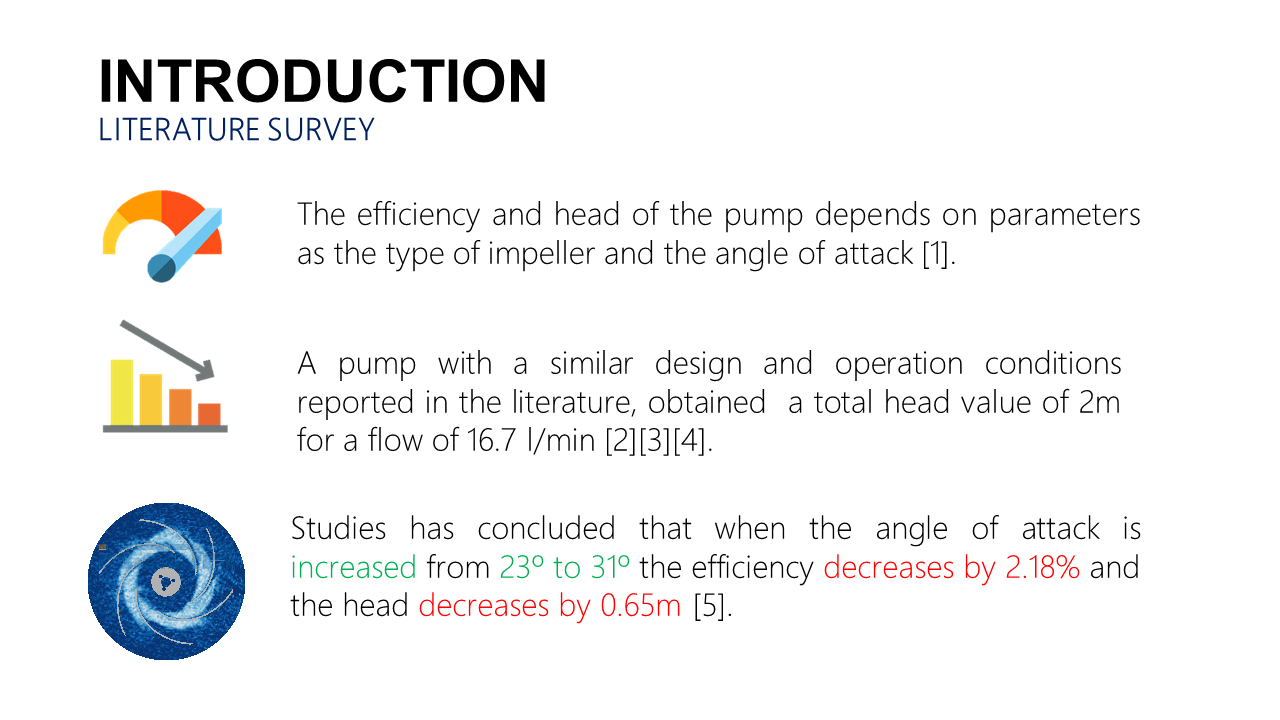 INTRODUCTION
LITERATURE SURVEY
The efficiency and head of the pump depends on parameters
as the type of impeller and the angle of attack [1].
A pump with a similar design and operation conditions
reported in the literature, obtained  a total head value of 2m
for a flow of 16.7 l/min [2][3][4].
Studies has concluded that when the angle of attack is
increased from 23º to 31º the efficiency decreases by 2.18% and
the head decreases by 0.65m [5].